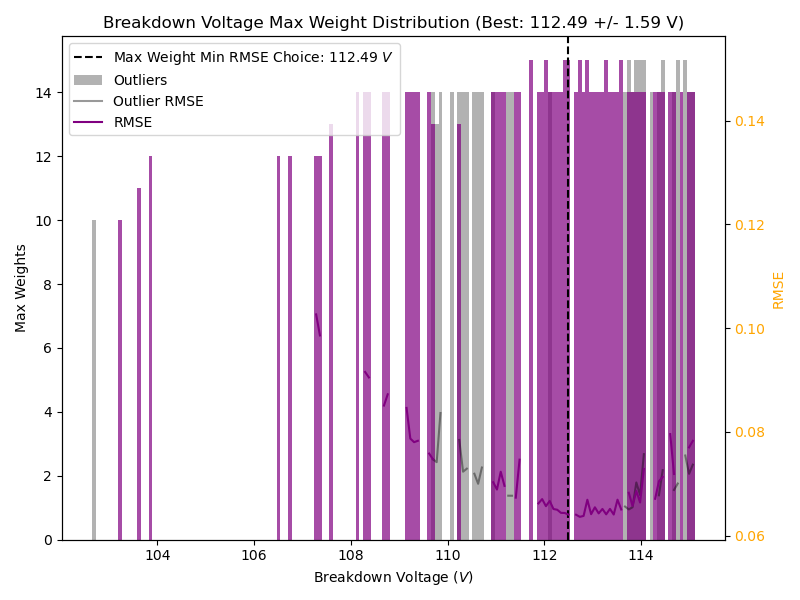 Breakdown Voltage Max Weight Distribution (Best: 112.49 +/- 1.59 V)
Max Weight Min RMSE Choice: 112.49 V
Outliers
Outlier RMSE
RMSE
Max Weights
0
2
4
6
8
10
12
14
104
106
108
110
112
114
Breakdown Voltage (V)
0.06
0.08
0.10
0.12
0.14
RMSE